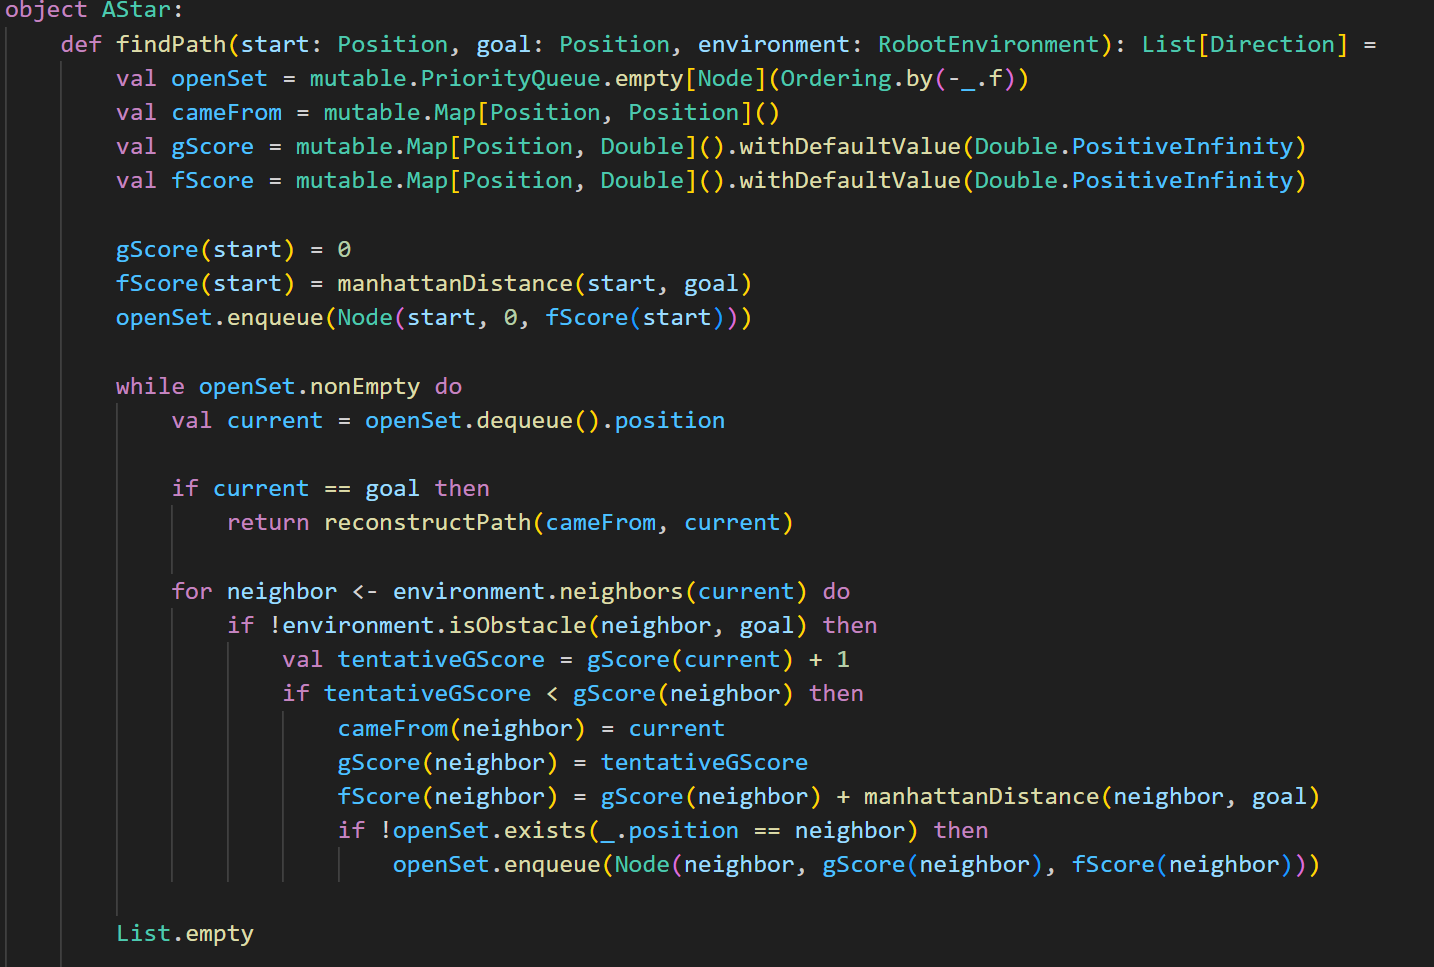 object AStar:
    def findPath(start: Position, goal: Position, environment: RobotEnvironment): List[Direction] =
        val openSet = mutable.PriorityQueue.empty[Node](Ordering.by(-_.f))
        val cameFrom = mutable.Map[Position, Position]()
        val gScore = mutable.Map[Position, Double]().withDefaultValue(Double.PositiveInfinity)
        val fScore = mutable.Map[Position, Double]().withDefaultValue(Double.PositiveInfinity)

        gScore(start) = 0
        fScore(start) = manhattanDistance(start, goal)
        openSet.enqueue(Node(start, 0, fScore(start)))

        while openSet.nonEmpty do
            val current = openSet.dequeue().position

            if current == goal then
                return reconstructPath(cameFrom, current)

            for neighbor <- environment.neighbors(current) do
                if !environment.isObstacle(neighbor, goal) then
                    val tentativeGScore = gScore(current) + 1
                    if tentativeGScore < gScore(neighbor) then
                        cameFrom(neighbor) = current
                        gScore(neighbor) = tentativeGScore
                        fScore(neighbor) = gScore(neighbor) + manhattanDistance(neighbor, goal)
                        if !openSet.exists(_.position == neighbor) then
                            openSet.enqueue(Node(neighbor, gScore(neighbor), fScore(neighbor)))

        List.empty